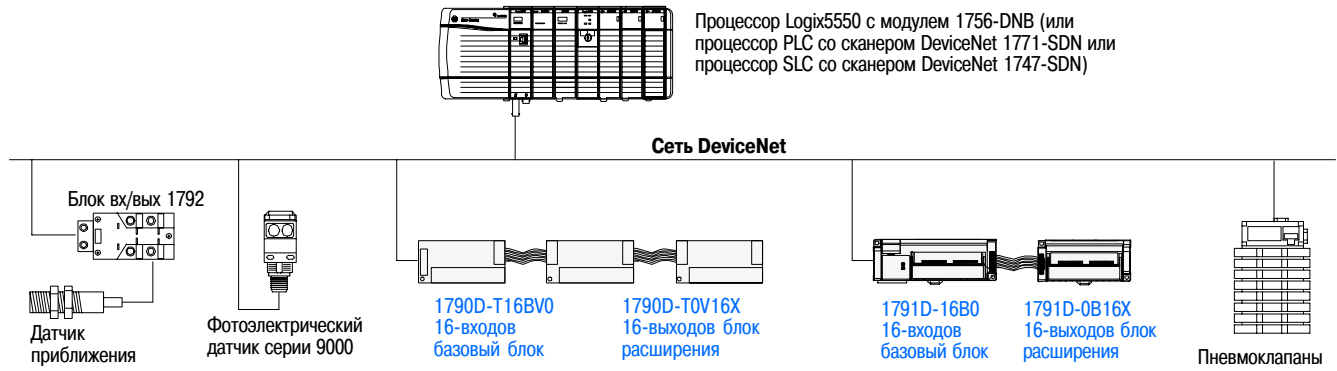 Процессор Logix5550 с модулем 1756-DNB (или
процессор PLC со сканером DeviceNet 1771-SDN или
процессор SLC со сканером DeviceNet 1747-SDN)
Сеть DeviceNet
Блок вх/вых 1792
Датчик
приближения
Фотоэлектрический
датчик серии 9000
1790D-T16BV0
16-входов
базовый блок
1790D-T0V16X
16-выходов блок
расширения
1791D-16B0
16-входов
базовый блок
1791D-0B16X
16-выходов блок
расширения
Пневмоклапаны